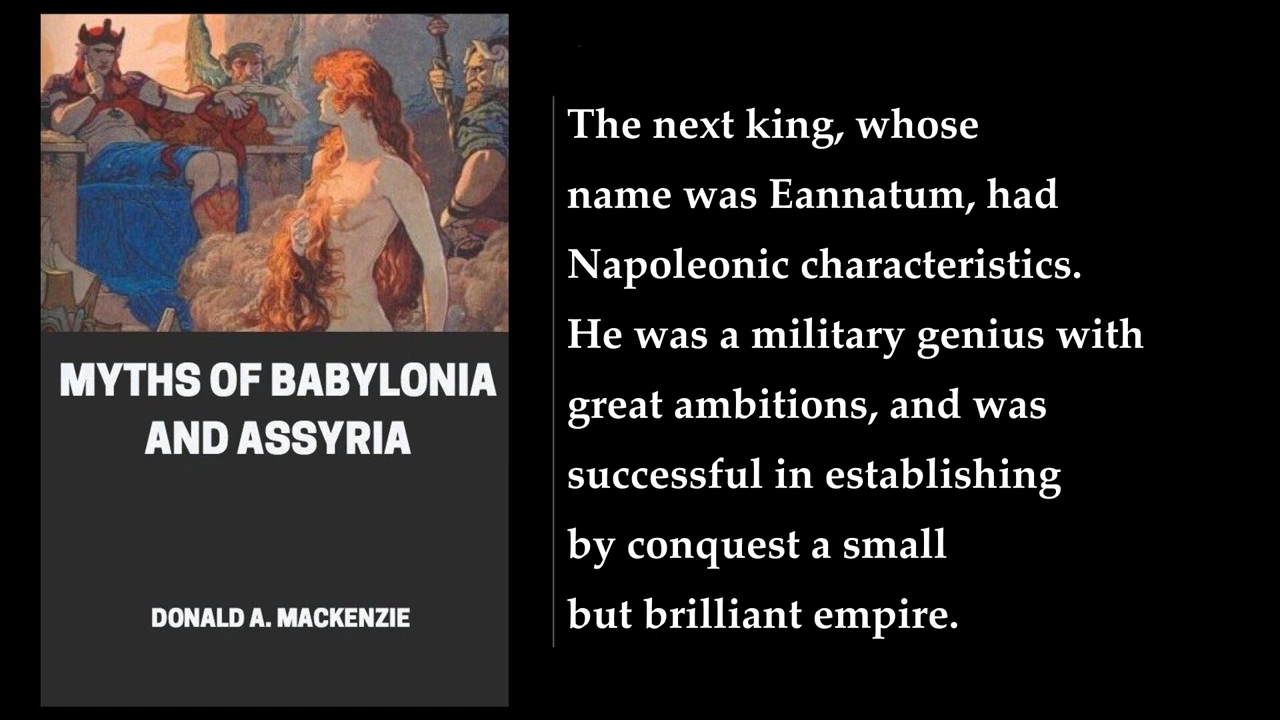 MYTHS OF BABYLONIA
AND ASSYRIA
DONALD A. MACKENZIE
The next king, whose
name was Eannatum, had
Napoleonic characteristics.
He was a military genius with
great ambitions, and was
successful in establishing
by conquest a small
but brilliant empire.